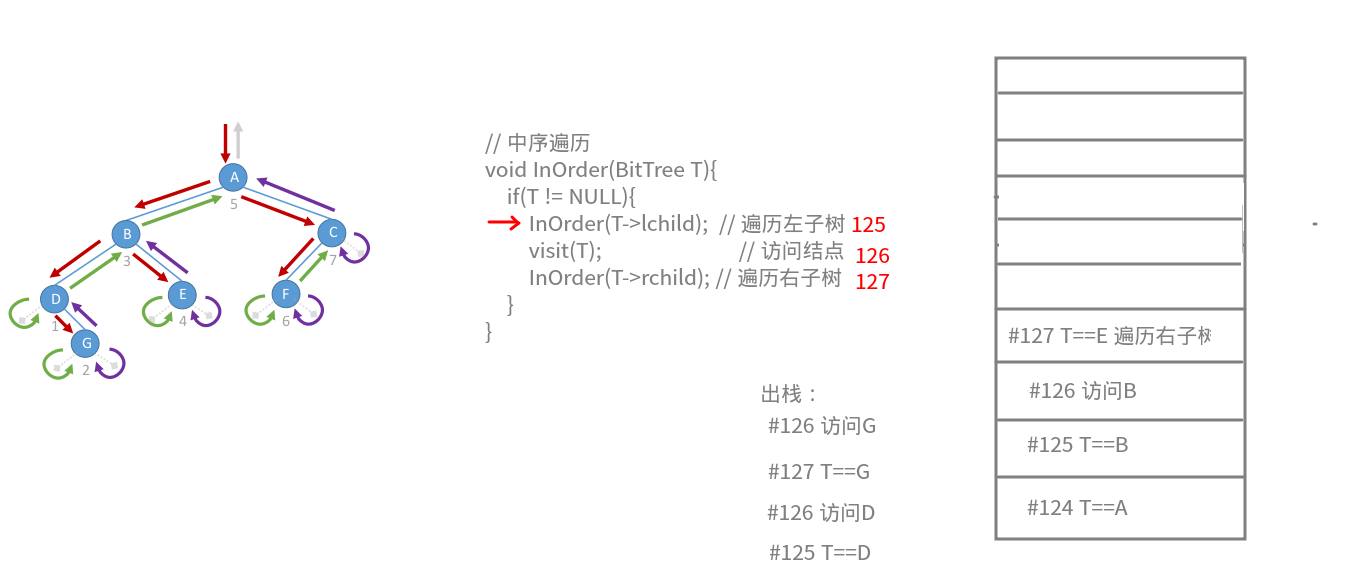 A
5
B
3
C
7
D
1
E
4
F
6
G
2
// 中序遍历
void InOrder(BitTree T){
if(T != NULL){
InOrder(T->lchild); // 遍历左子树 125
visit(T); // 访问结点 126
InOrder(T->rchild); // 遍历右子树 127
}
}
出栈：
#126 访问G
#127 T==G
#126 访问D
#125 T==D
#127 T==E 遍历右子树
#126 访问B
#125 T==B
#124 T==A